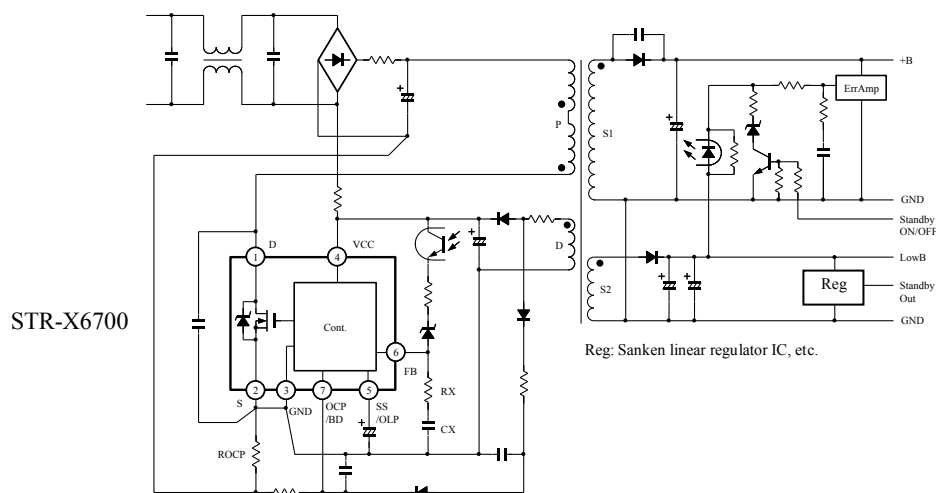 +B
ErrAmp
P
S1
GND
Standby
ON/OFF
D
LowB
D
VCC
1
4
S2
Reg
Standby
Out
STR-X6700
Cont.
GND
Reg: Sanken linear regulator IC, etc.
6
FB
2
3
7
5
RX
S
GND
OCP
/BD
SS
/OLP
CX
ROCP